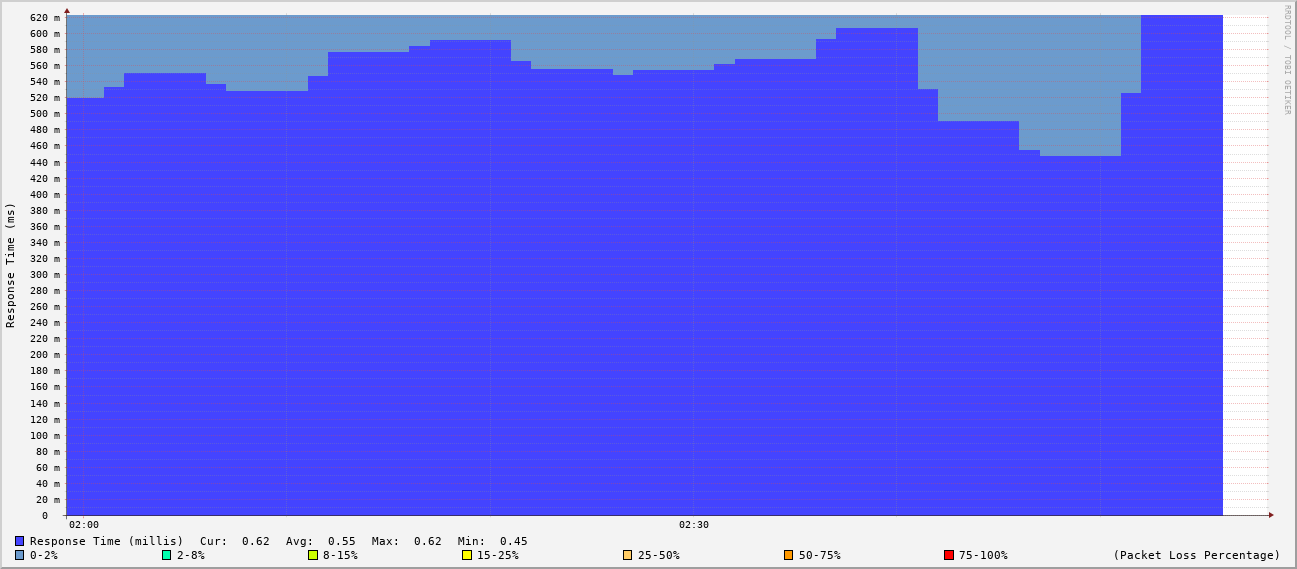 RRDTOOL / TOBI OETIKER
Response Time (ms)
620 m
600 m
580 m
560 m
540 m
520 m
500 m
480 m
460 m
440 m
420 m
400 m
380 m
360 m
340 m
320 m
300 m
280 m
260 m
240 m
220 m
200 m
180 m
160 m
140 m
120 m
100 m
80 m
60 m
40 m
20 m
0
02:00 02:30
Response Time (millis) Cur: 0.62 Avg: 0.55 Max: 0.62 Min: 0.45
0-2% 2-8% 8-15% 15-25% 25-50% 50-75% 75-100% (Packet Loss Percentage)